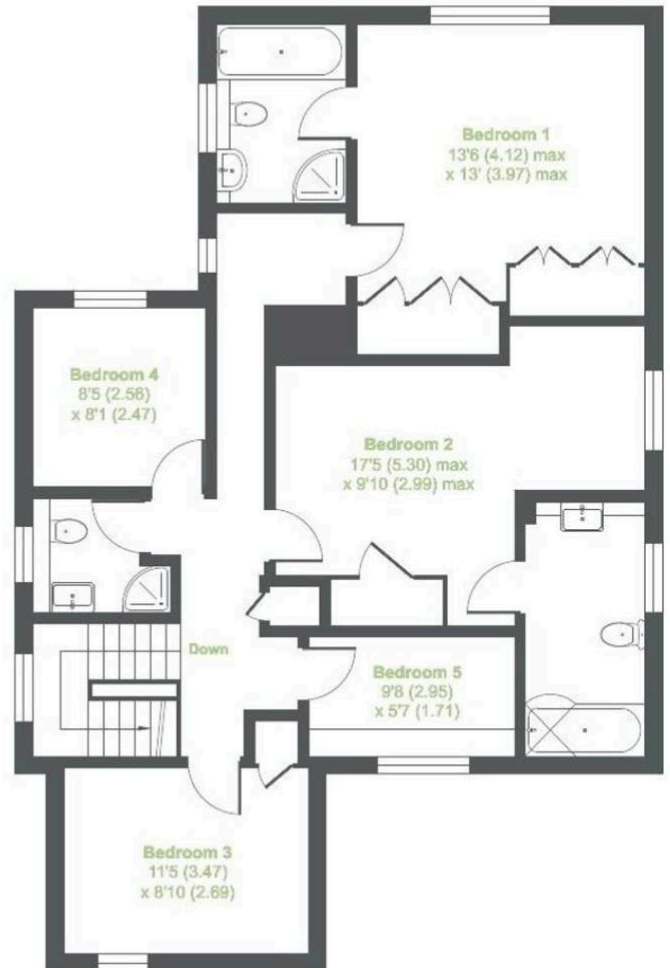 Bedroom 1
13'6 (4.12) max
x 13' (3.97) max
Bedroom 4
8'5 (2.56)
x 8'1 (2.47)
Bedroom 2
17'5 (5.30) max
x 9'10 (2.99) max
Down
Bedroom 5
9'8 (2.95)
x 5'7 (1.71)
Bedroom 3
11'5 (3.47)
x 8'10 (2.69)